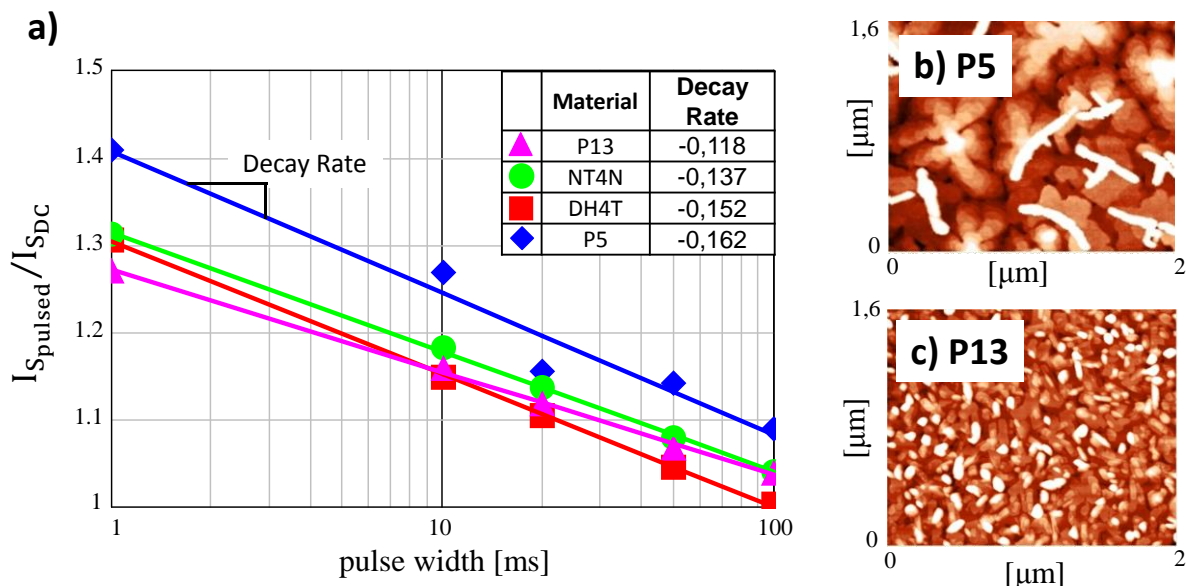 a)
I_Spulsed / I_SDC
1.5
1.4
1.3
1.2
1.1
1
Decay Rate
Material Decay Rate
P13 -0,118
NT4N -0,137
DH4T -0,152
P5 -0,162
1 10 100
pulse width [ms]
b) P5
1,6
[µm]
0
0 2
[µm]
c) P13
1,6
[µm]
0
0 2
[µm]